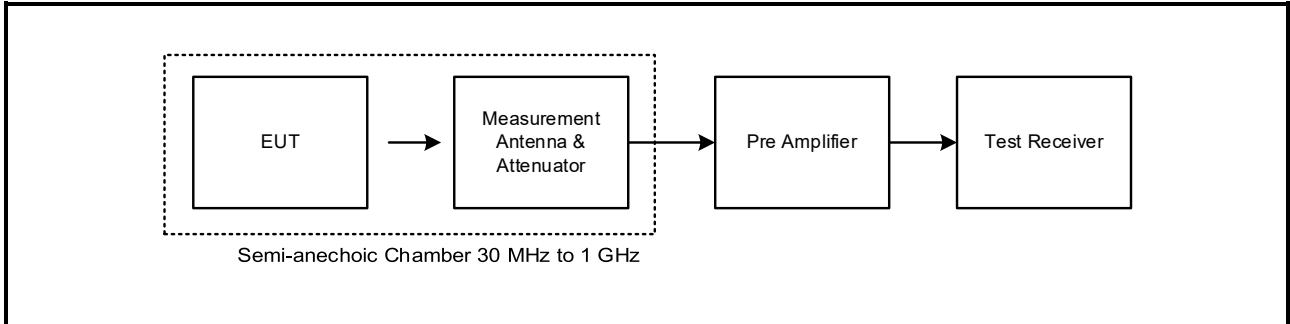 EUT
Measurement
Antenna &
Attenuator
Pre Amplifier
Test Receiver
Semi-anechoic Chamber 30 MHz to 1 GHz